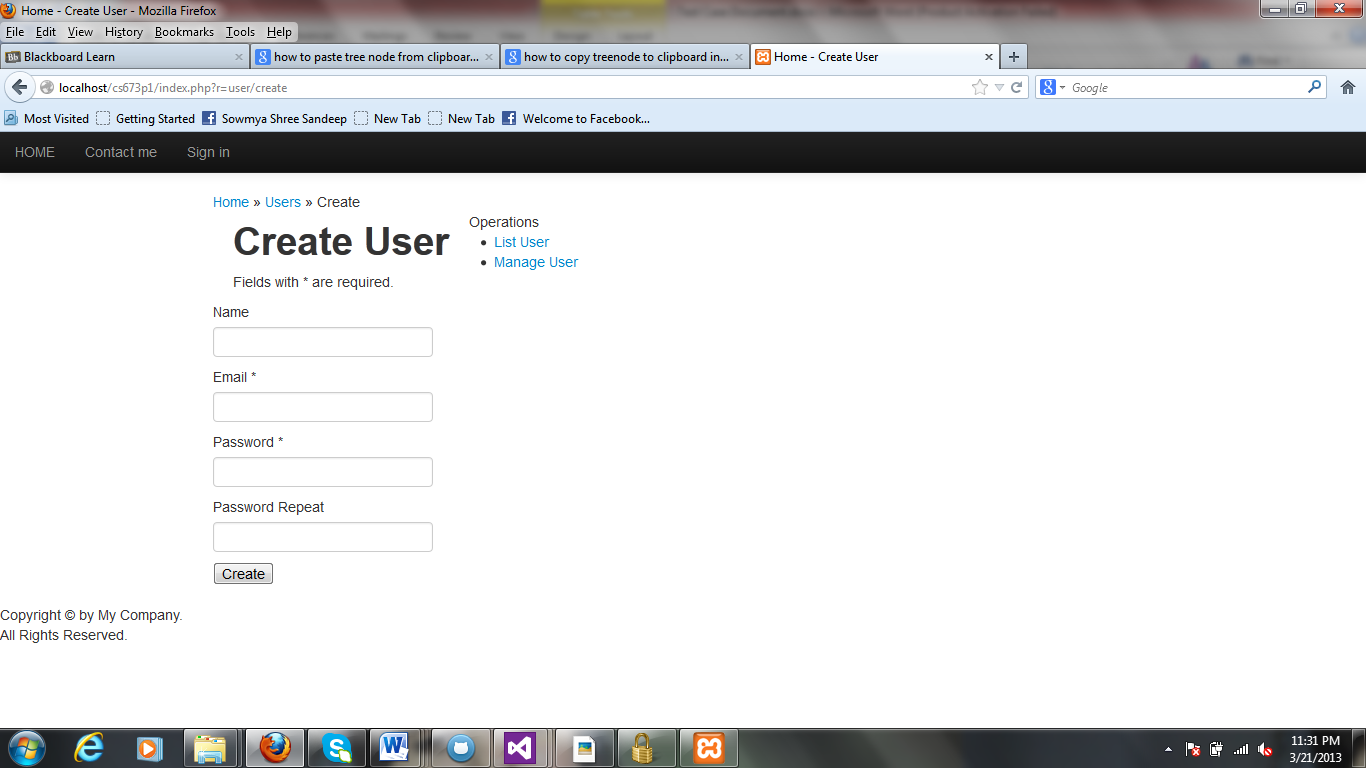 Home - Create User - Mozilla Firefox
File Edit View History Bookmarks Tools Help
Bb Blackboard Learn
how to paste tree node from clipboar...
how to copy treenode to clipboard in...
Home - Create User
localhost/cs673p1/index.php?r=user/create
Google
Most Visited Getting Started Sowmya Shree Sandeep New Tab New Tab Welcome to Facebook...
HOME Contact me Sign in
Home » Users » Create
Operations
List User
Manage User
Create User
Fields with * are required.
Name
Email *
Password *
Password Repeat
Create
Copyright © by My Company.
All Rights Reserved.
11:31 PM
3/21/2013